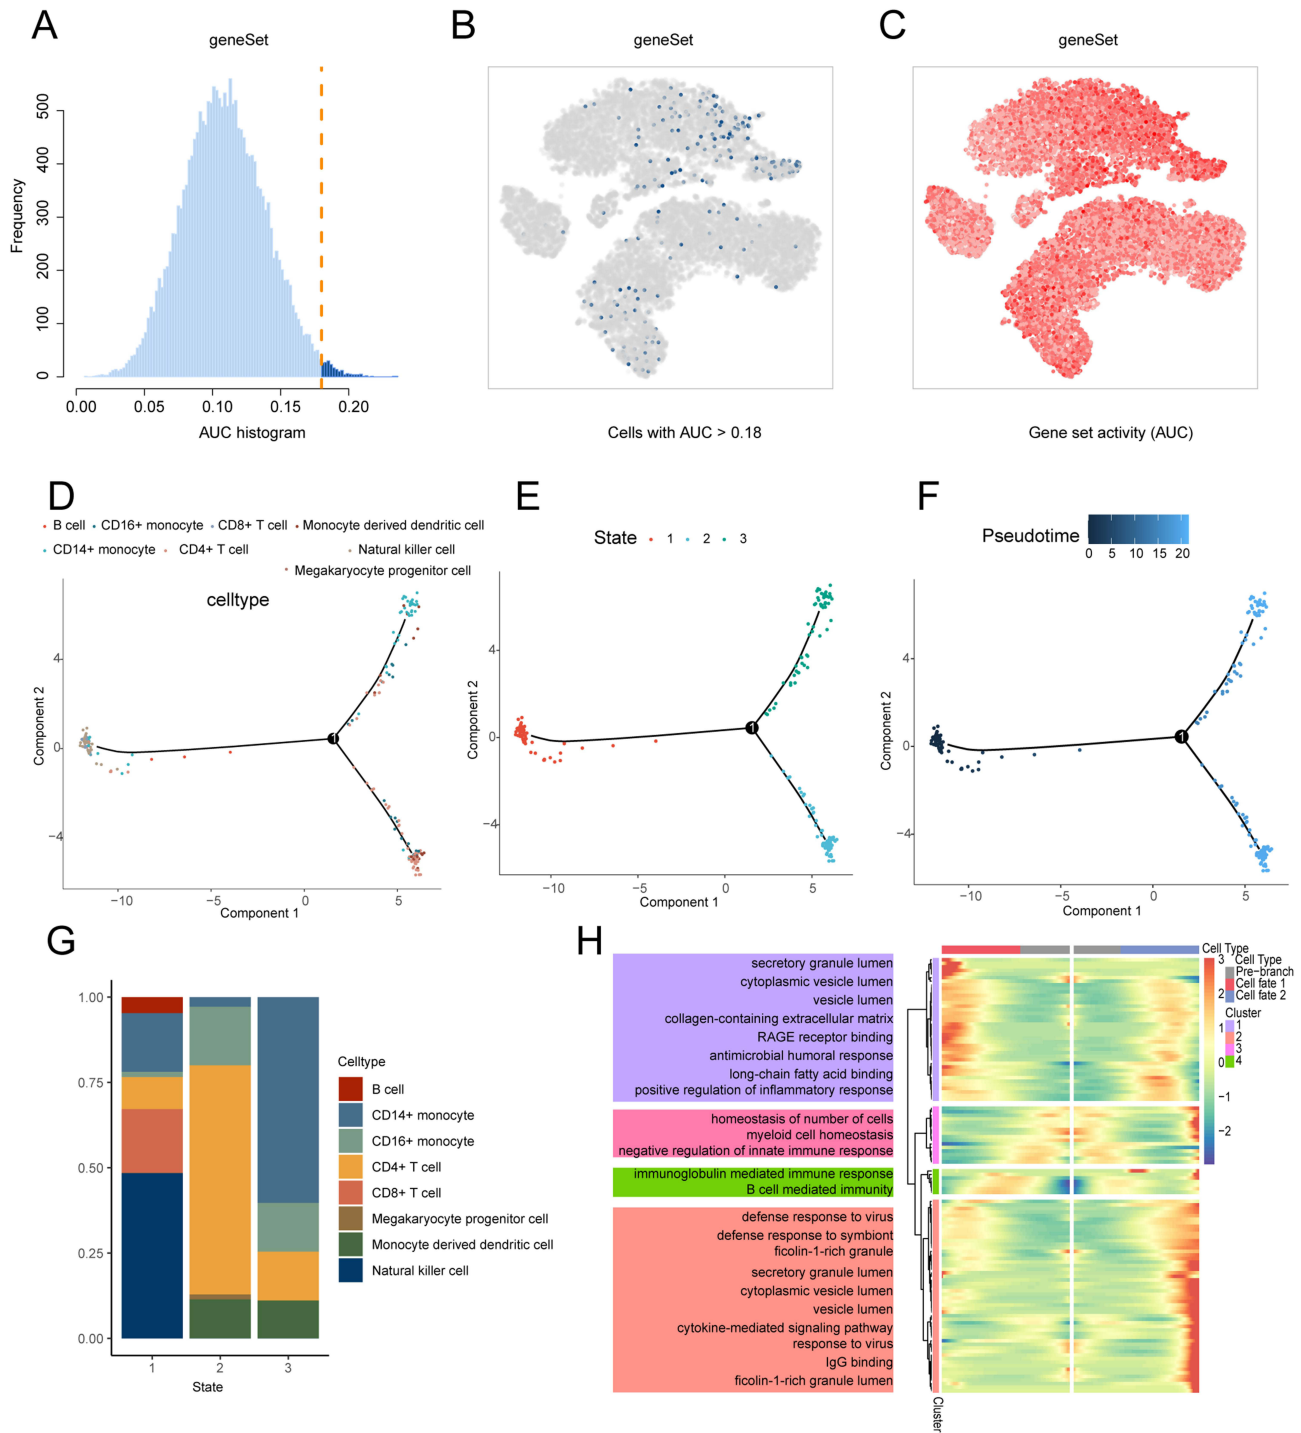 A
geneSet
500
400
300
200
100
0
Frequency
0.00 0.05 0.10 0.15 0.20
AUC histogram
B
geneSet
Cells with AUC > 0.18
C
geneSet
Gene set activity (AUC)
D
B cell CD16+ monocyte CD8+ T cell Monocyte derived dendritic cell
CD14+ monocyte CD4+ T cell Natural killer cell
Megakaryocyte progenitor cell
celltype
4
0
−4
Component 2
1
−10 −5 0 5
Component 1
E
State 1 2 3
4
0
−4
Component 2
1
−10 −5 0 5
Component 1
F
Pseudotime
0 5 10 15 20
4
0
−4
Component 2
1
−10 −5 0 5
Component 1
G
1.00
0.75
0.50
0.25
0.00
1 2 3
State
Celltype
B cell
CD14+ monocyte
CD16+ monocyte
CD4+ T cell
CD8+ T cell
Megakaryocyte progenitor cell
Monocyte derived dendritic cell
Natural killer cell
H
secretory granule lumen
cytoplasmic vesicle lumen
vesicle lumen
collagen-containing extracellular matrix
RAGE receptor binding
antimicrobial humoral response
long-chain fatty acid binding
positive regulation of inflammatory response
homeostasis of number of cells
myeloid cell homeostasis
negative regulation of innate immune response
immunoglobulin mediated immune response
B cell mediated immunity
defense response to virus
defense response to symbiont
ficolin-1-rich granule
secretory granule lumen
cytoplasmic vesicle lumen
vesicle lumen
cytokine-mediated signaling pathway
response to virus
IgG binding
ficolin-1-rich granule lumen
Cluster
Cell Type
3
2
1
0
−1
−2
Cell Type
Pre-branch
Cell fate 1
Cell fate 2
Cluster
1
2
3
4